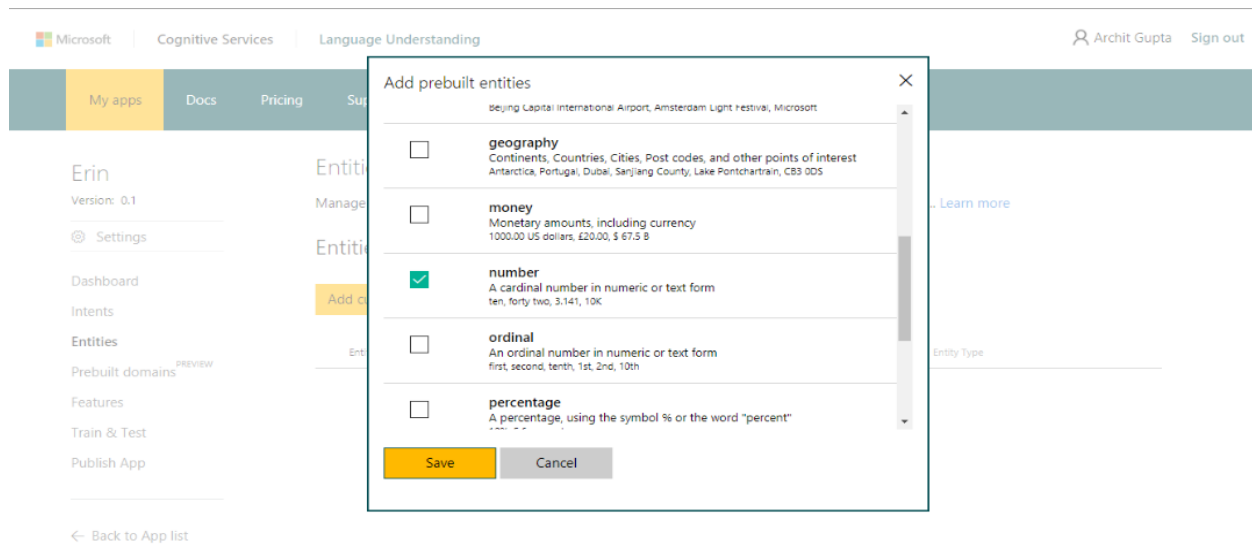 Microsoft Cognitive Services Language Understanding Archit Gupta Sign out
My apps Docs Pricing
Add prebuilt entities
Beijing Capital International Airport, Amsterdam Light Festival, Microsoft
geography
Continents, Countries, Cities, Post codes, and other points of interest
Antarctica, Portugal, Dubai, Sanjiang County, Lake Pontchartrain, CB3 0DS
money
Monetary amounts, including currency
1000.00 US dollars, £20.00, $ 67.5 B
number
A cardinal number in numeric or text form
ten, forty two, 3.141, 10K
ordinal
An ordinal number in numeric or text form
first, second, tenth, 1st, 2nd, 10th
percentage
A percentage, using the symbol % or the word "percent"
Save Cancel
Erin
Version: 0.1
Settings
Dashboard
Intents
Entities
Prebuilt domains PREVIEW
Features
Train & Test
Publish App
← Back to App list
Manage
.. Learn more
Entity Type